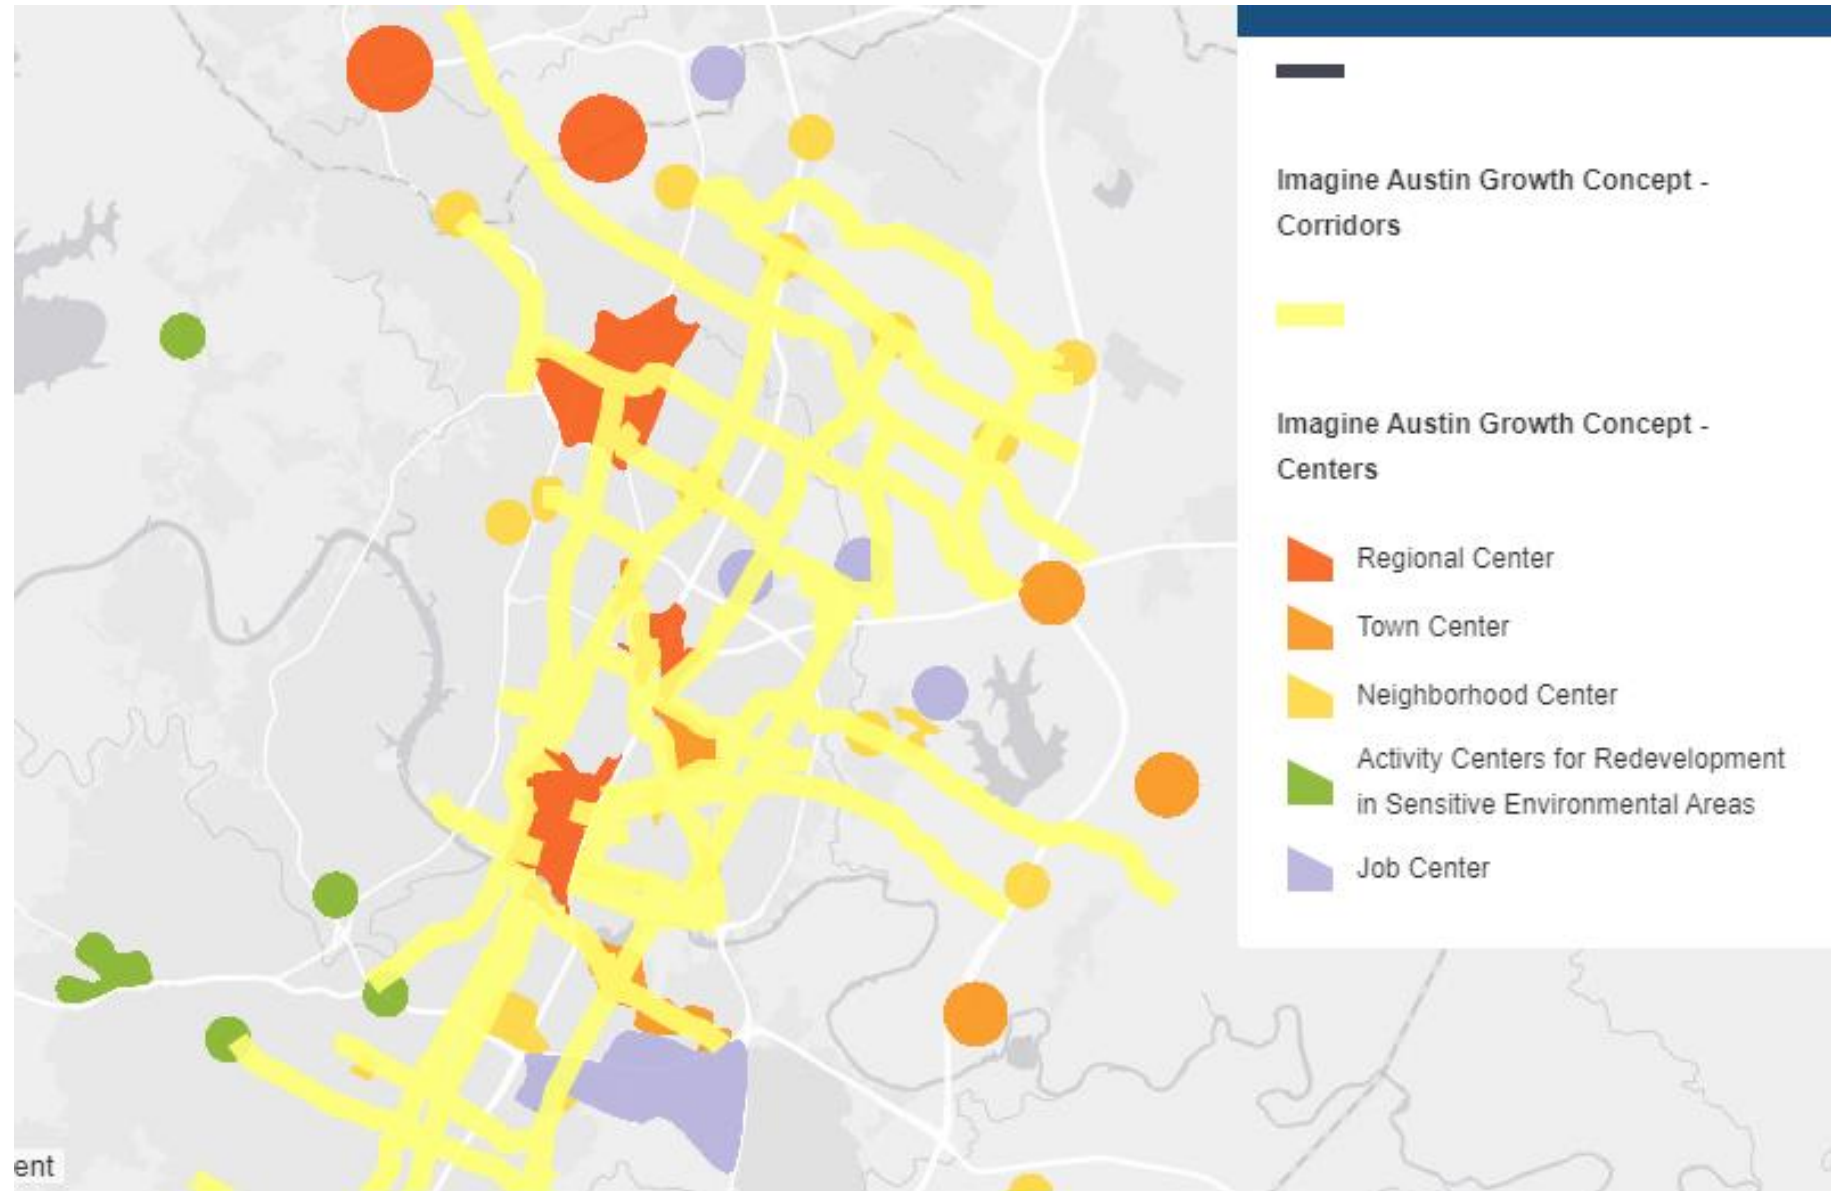 Imagine Austin Growth Concept -
Corridors
Imagine Austin Growth Concept -
Centers
Regional Center
Town Center
Neighborhood Center
Activity Centers for Redevelopment
in Sensitive Environmental Areas
Job Center
ent